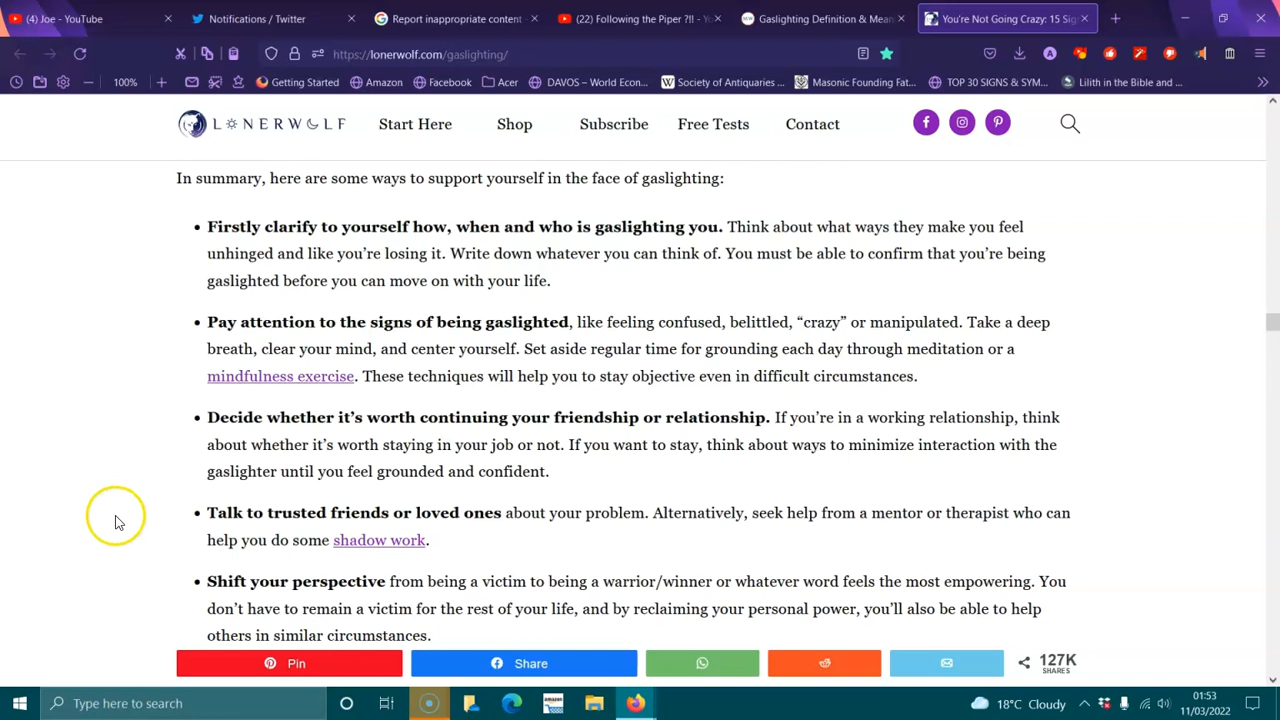 (4) Joe - YouTube
Notifications / Twitter
Report inappropriate content -
(22) Following the Piper ?!! - Yo
Gaslighting Definition & Mean
You're Not Going Crazy: 15 Sig
https://lonerwolf.com/gaslighting/
100%
Getting Started
Amazon
Facebook
Acer
DAVOS – World Econ...
Society of Antiquaries ...
Masonic Founding Fat...
TOP 30 SIGNS & SYM...
Lilith in the Bible and ...
LONERWOLF
Start Here
Shop
Subscribe
Free Tests
Contact
In summary, here are some ways to support yourself in the face of gaslighting:
• Firstly clarify to yourself how, when and who is gaslighting you. Think about what ways they make you feel
unhinged and like you’re losing it. Write down whatever you can think of. You must be able to confirm that you’re being
gaslighted before you can move on with your life.
• Pay attention to the signs of being gaslighted, like feeling confused, belittled, “crazy” or manipulated. Take a deep
breath, clear your mind, and center yourself. Set aside regular time for grounding each day through meditation or a
mindfulness exercise. These techniques will help you to stay objective even in difficult circumstances.
• Decide whether it’s worth continuing your friendship or relationship. If you’re in a working relationship, think
about whether it’s worth staying in your job or not. If you want to stay, think about ways to minimize interaction with the
gaslighter until you feel grounded and confident.
• Talk to trusted friends or loved ones about your problem. Alternatively, seek help from a mentor or therapist who can
help you do some shadow work.
• Shift your perspective from being a victim to being a warrior/winner or whatever word feels the most empowering. You
don’t have to remain a victim for the rest of your life, and by reclaiming your personal power, you’ll also be able to help
others in similar circumstances.
Pin
Share
127K
SHARES
Type here to search
amazon
18°C Cloudy
01:53
11/03/2022